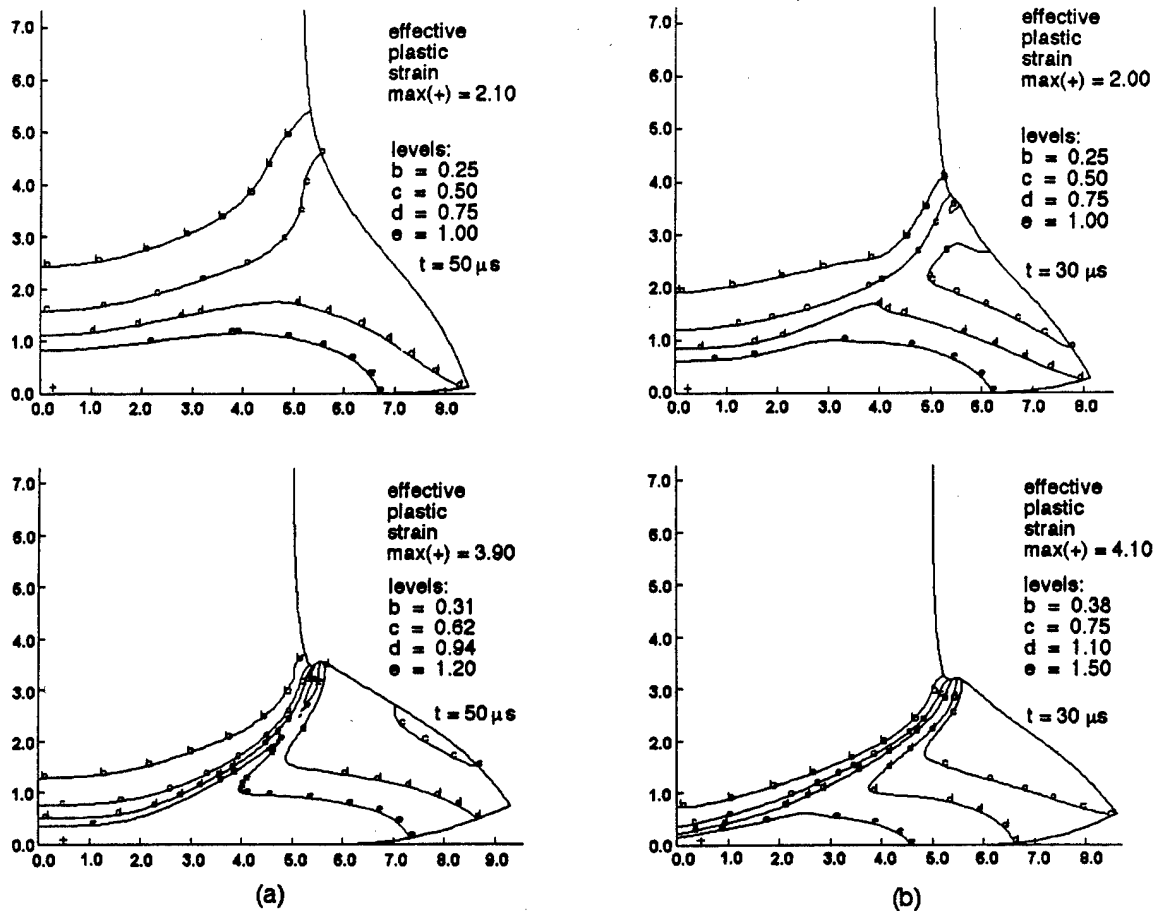 effective
plastic
strain
max(+) = 2.10
levels:
b = 0.25
c = 0.50
d = 0.75
e = 1.00
t = 50 μs
7.0
6.0
5.0
4.0
3.0
2.0
1.0
0.0
0.0 1.0 2.0 3.0 4.0 5.0 6.0 7.0 8.0
effective
plastic
strain
max(+) = 2.00
levels:
b = 0.25
c = 0.50
d = 0.75
e = 1.00
t = 30 μs
7.0
6.0
5.0
4.0
3.0
2.0
1.0
0.0
0.0 1.0 2.0 3.0 4.0 5.0 6.0 7.0 8.0
effective
plastic
strain
max(+) = 3.90
levels:
b = 0.31
c = 0.62
d = 0.94
e = 1.20
t = 50 μs
7.0
6.0
5.0
4.0
3.0
2.0
1.0
0.0
0.0 1.0 2.0 3.0 4.0 5.0 6.0 7.0 8.0 9.0
(a)
effective
plastic
strain
max(+) = 4.10
levels:
b = 0.38
c = 0.75
d = 1.10
e = 1.50
t = 30 μs
7.0
6.0
5.0
4.0
3.0
2.0
1.0
0.0
0.0 1.0 2.0 3.0 4.0 5.0 6.0 7.0 8.0
(b)